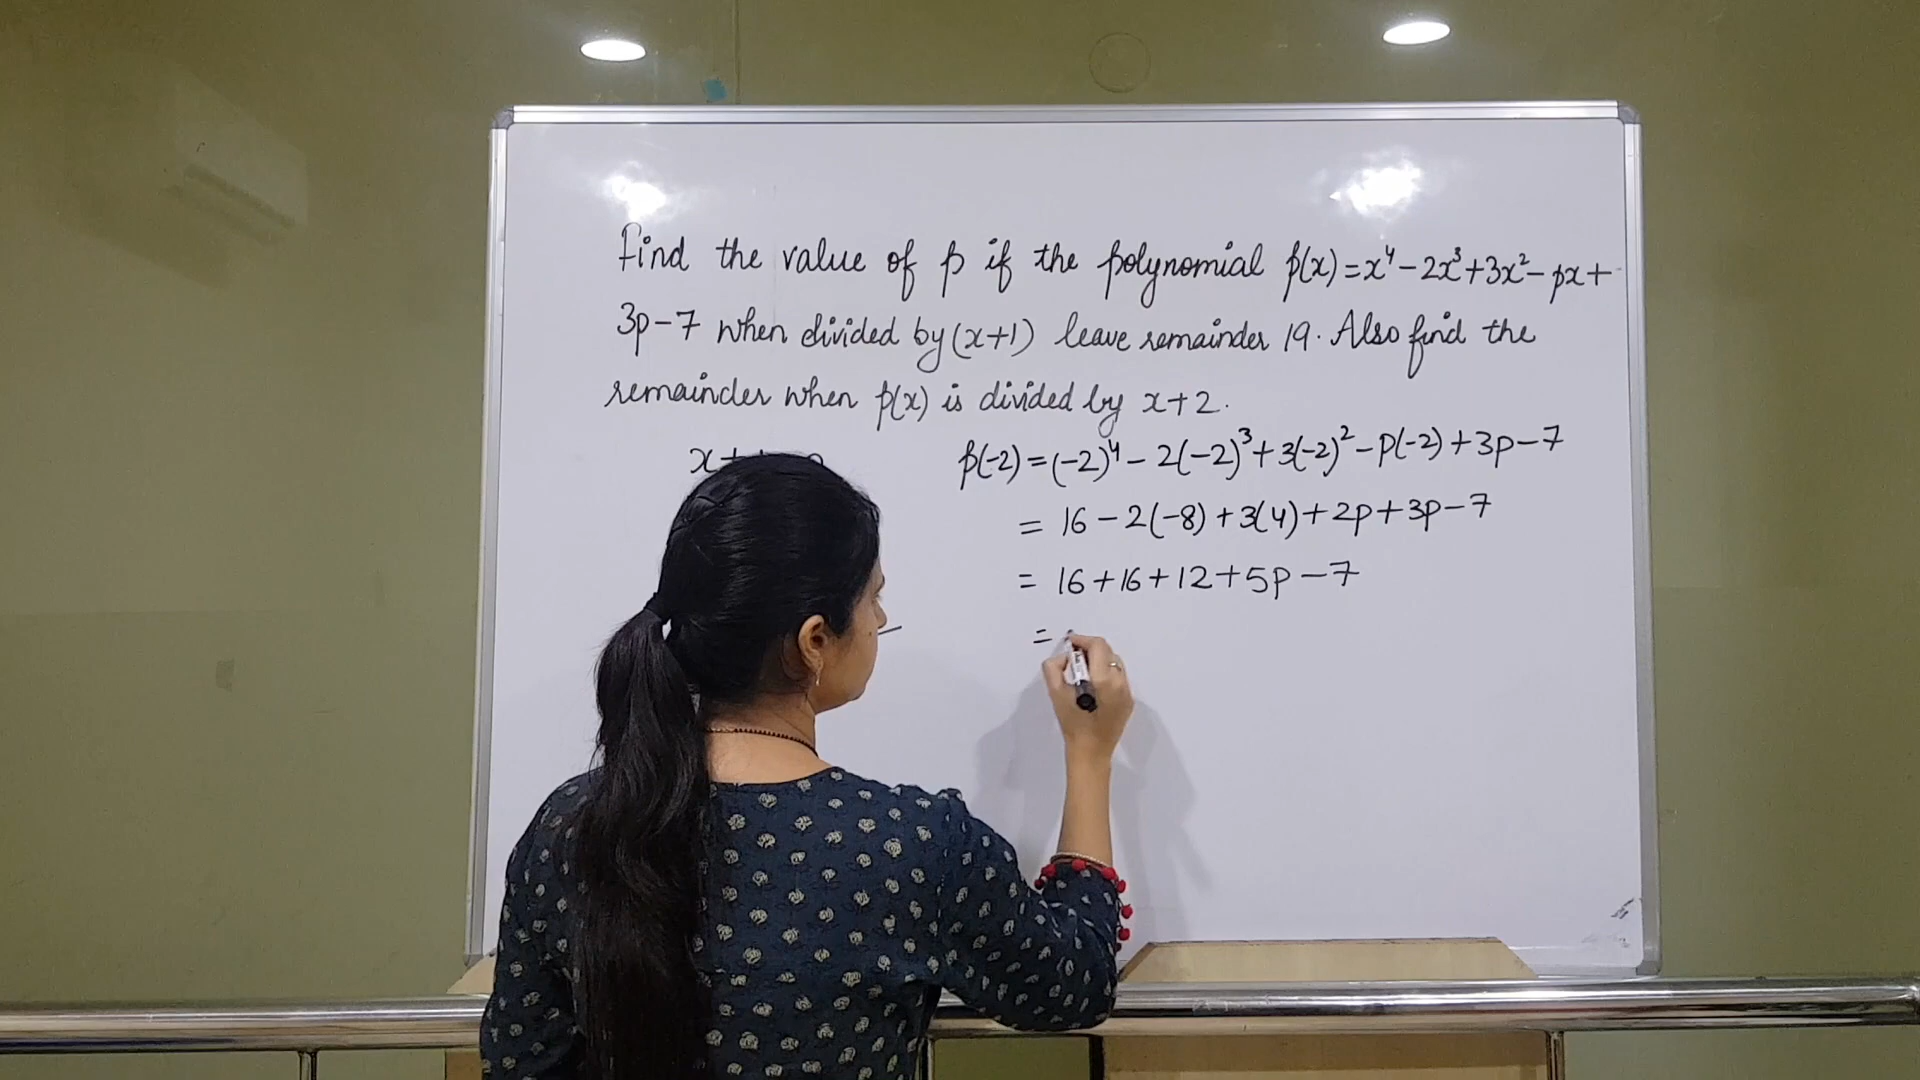 Find the value of p if the polynomial p(x) = x⁴ - 2x³ + 3x² - px +
3p - 7 when divided by (x+1) leave remainder 19. Also find the
remainder when p(x) is divided by x+2.
p(-2) = (-2)⁴ - 2(-2)³ + 3(-2)² - p(-2) + 3p - 7
= 16 - 2(-8) + 3(4) + 2p + 3p - 7
= 16 + 16 + 12 + 5p - 7
=